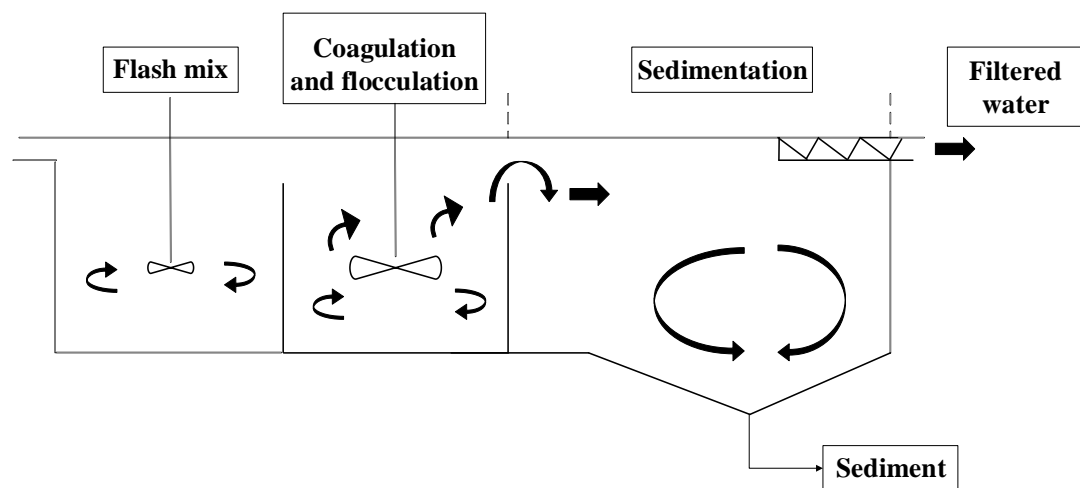 Flash mix
Coagulation
and flocculation
Sedimentation
Filtered
water
Sediment